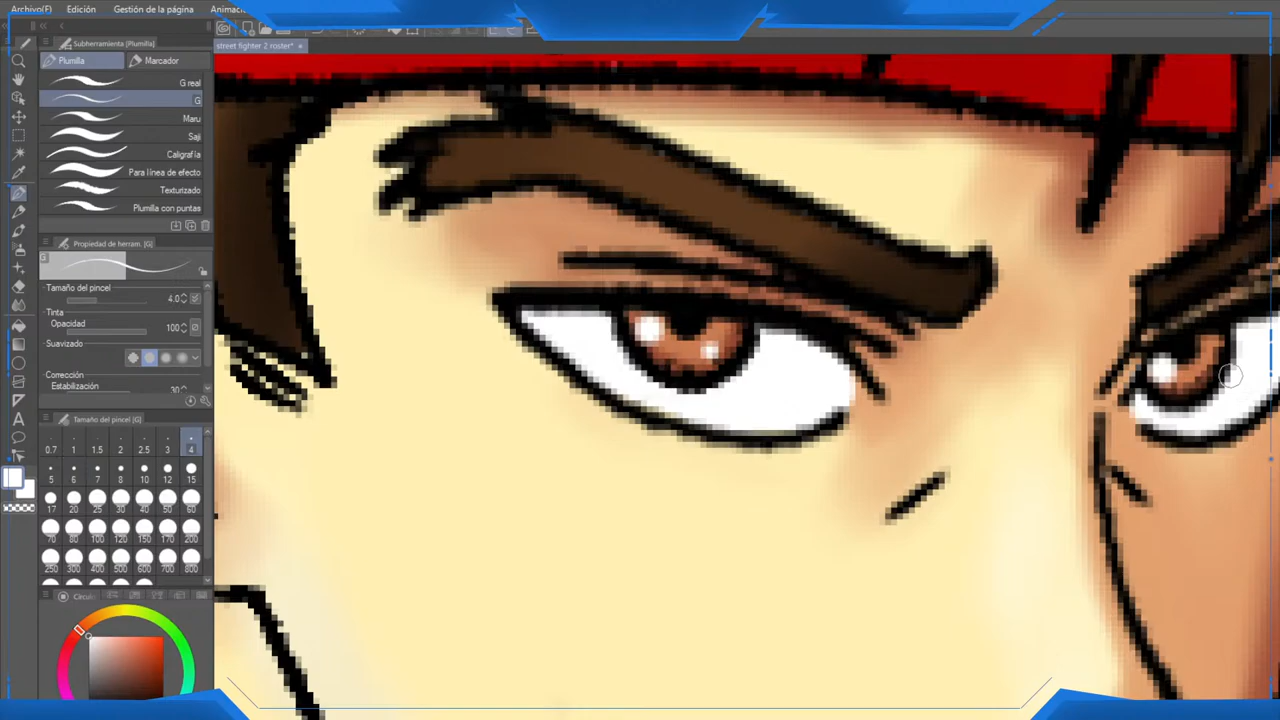 Archivo(F) Edición Gestión de la página
Subherramienta [Plumilla]
street fighter 2 roster*
Plumilla Marcador
G real
G
Maru
Saji
Caligrafía
Para línea de efecto
Texturizado
Plumilla con puntas
Propiedad de herram. [G]
G
Tamaño del pincel
4.0
Tinta
Opacidad 100
Suavizado
Corrección
Estabilización 30
Tamaño del pincel [G]
0.7 1 1.5 2 2.5 3 4
5 6 7 8 10 12 15
17 20 25 30 40 50 60
70 80 100 120 150 170 200
250 300 400 500 600 700 800